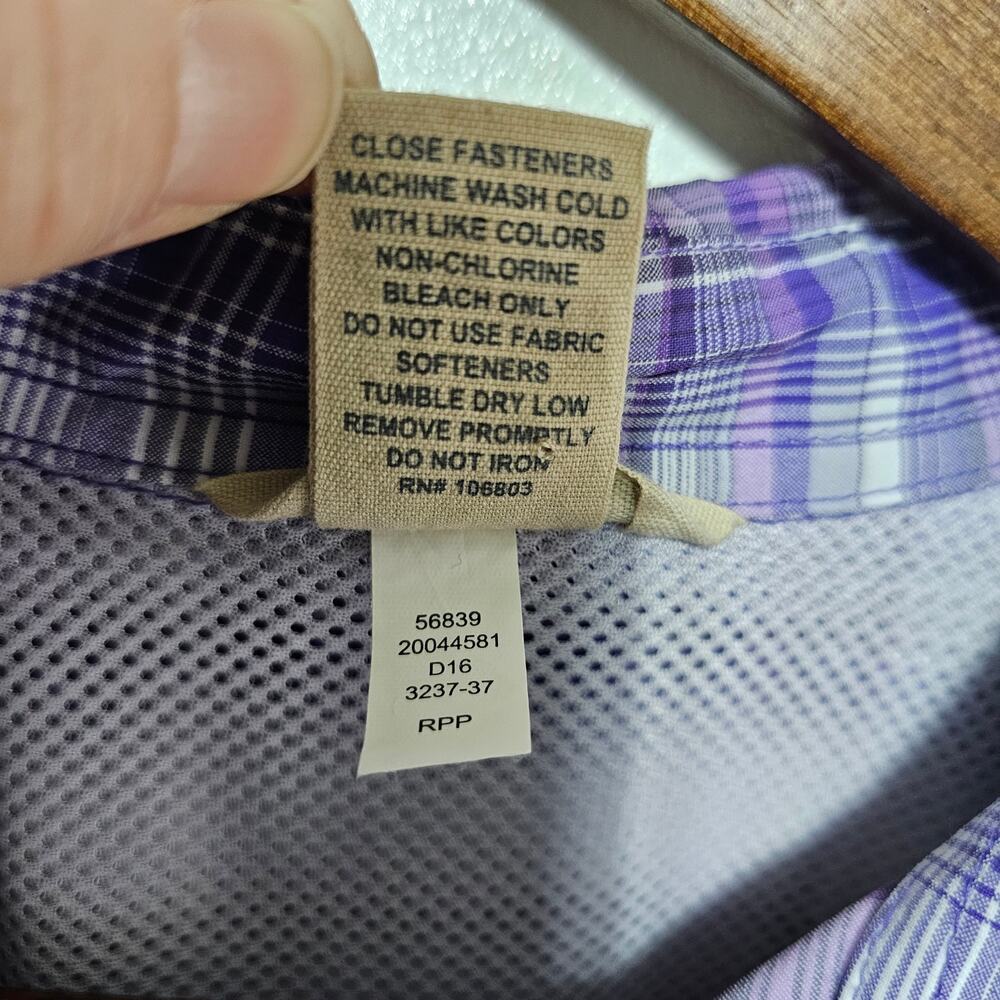 CLOSE FASTENERS
MACHINE WASH COLD
WITH LIKE COLORS
NON-CHLORINE
BLEACH ONLY
DO NOT USE FABRIC
SOFTENERS
TUMBLE DRY LOW
REMOVE PROMPTLY
DO NOT IRON
RN# 106803
56839
20044581
D16
3237-37
RPP